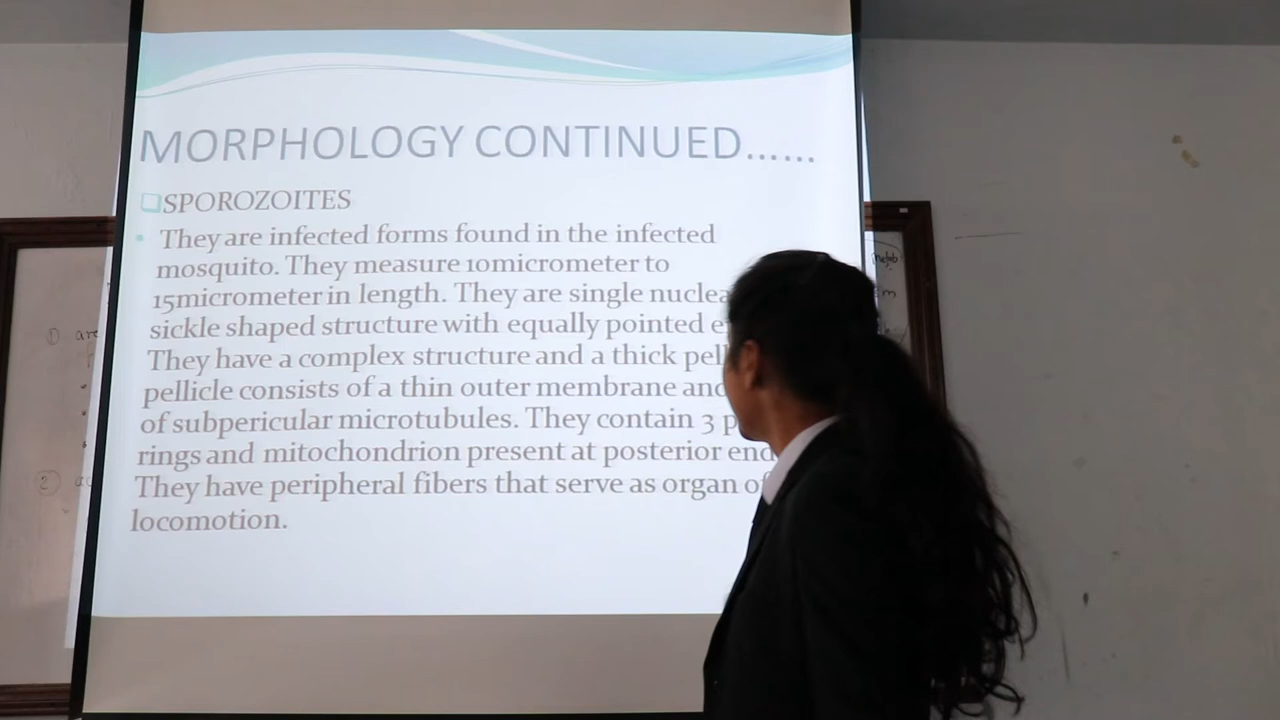 MORPHOLOGY CONTINUED......
SPOROZOITES
They are infected forms found in the infected
mosquito. They measure 10micrometer to
15micrometer in length. They are single
sickle shaped structure with equally pointed
They have a complex structure and a thick
pellicle consists of a thin outer membrane and
of subpericular microtubules. They contain 3
rings and mitochondrion present at posterior end
They have peripheral fibers that serve as organ of
locomotion.
1) are
2)